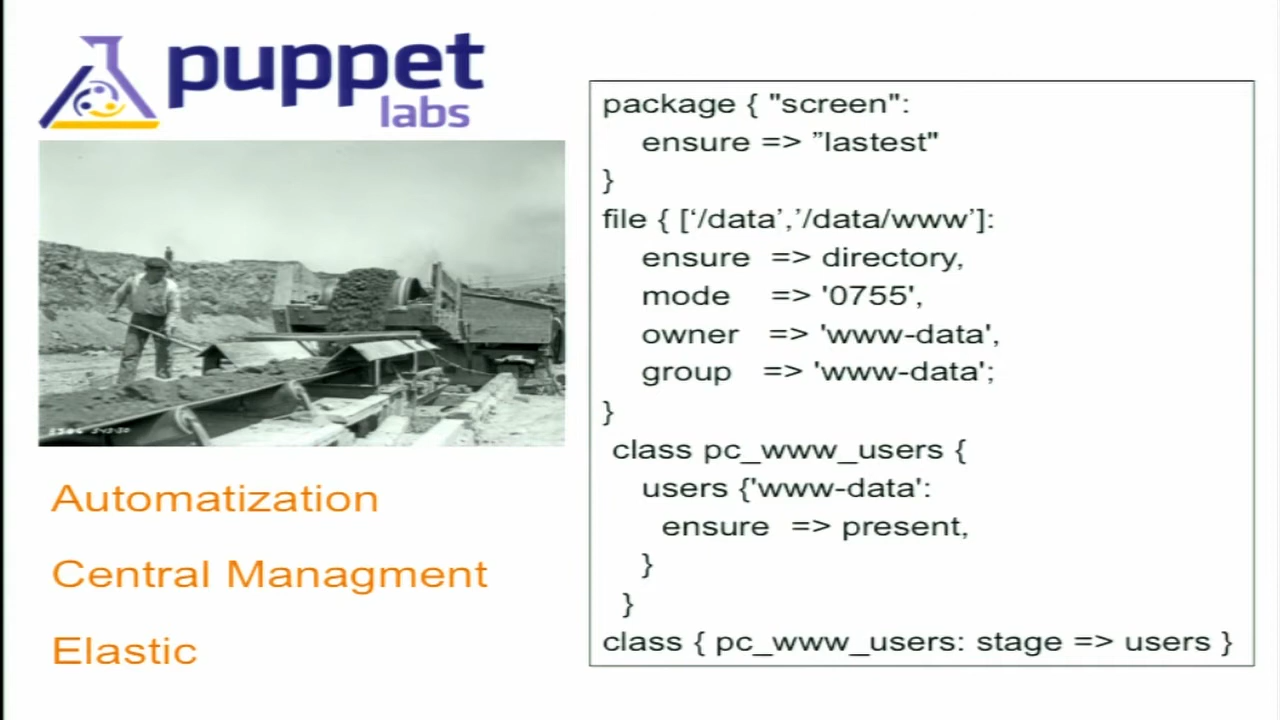 puppet
labs
Automatization
Central Managment
Elastic
package { "screen":
ensure => ”lastest"
}
file { [‘/data’,’/data/www’]:
ensure => directory,
mode => '0755',
owner => 'www-data',
group => 'www-data';
}
class pc_www_users {
users {'www-data':
ensure => present,
}
}
class { pc_www_users: stage => users }